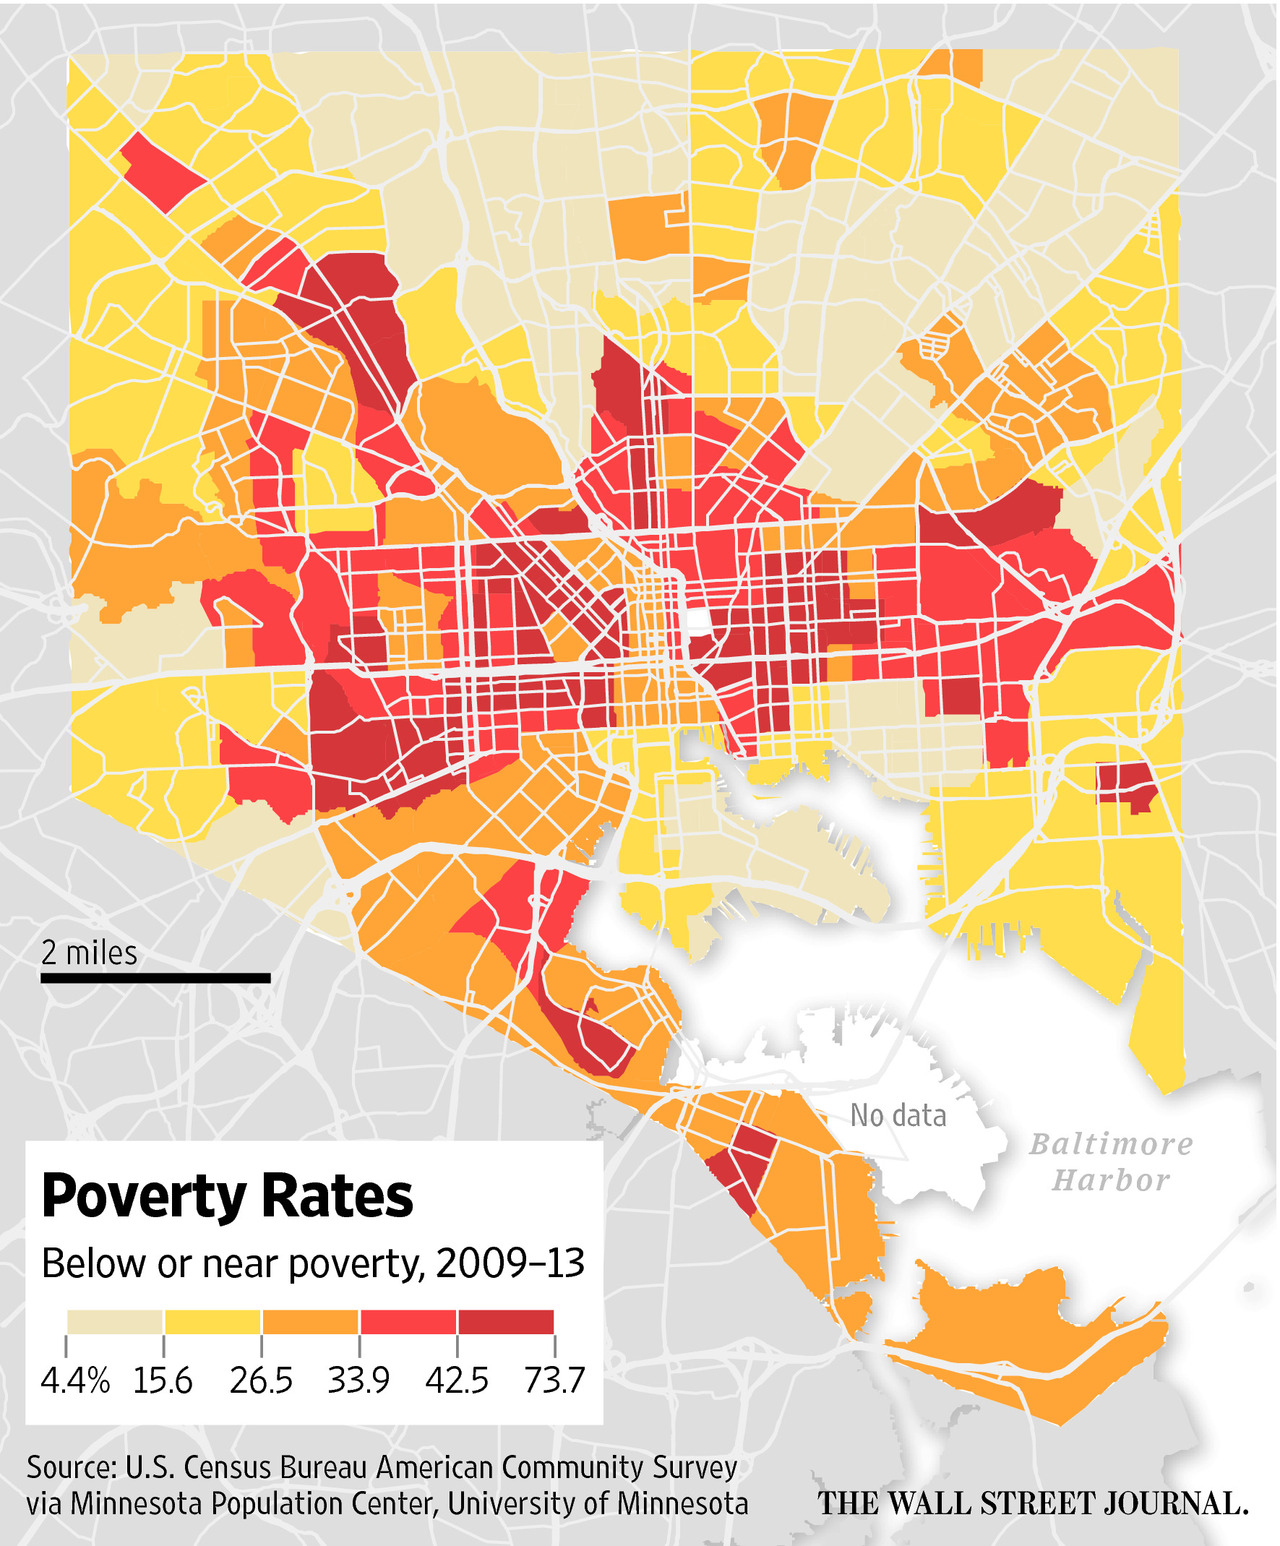 2 miles
No data
Baltimore
Harbor
Poverty Rates
Below or near poverty, 2009–13
4.4% 15.6 26.5 33.9 42.5 73.7
Source: U.S. Census Bureau American Community Survey
via Minnesota Population Center, University of Minnesota
THE WALL STREET JOURNAL.